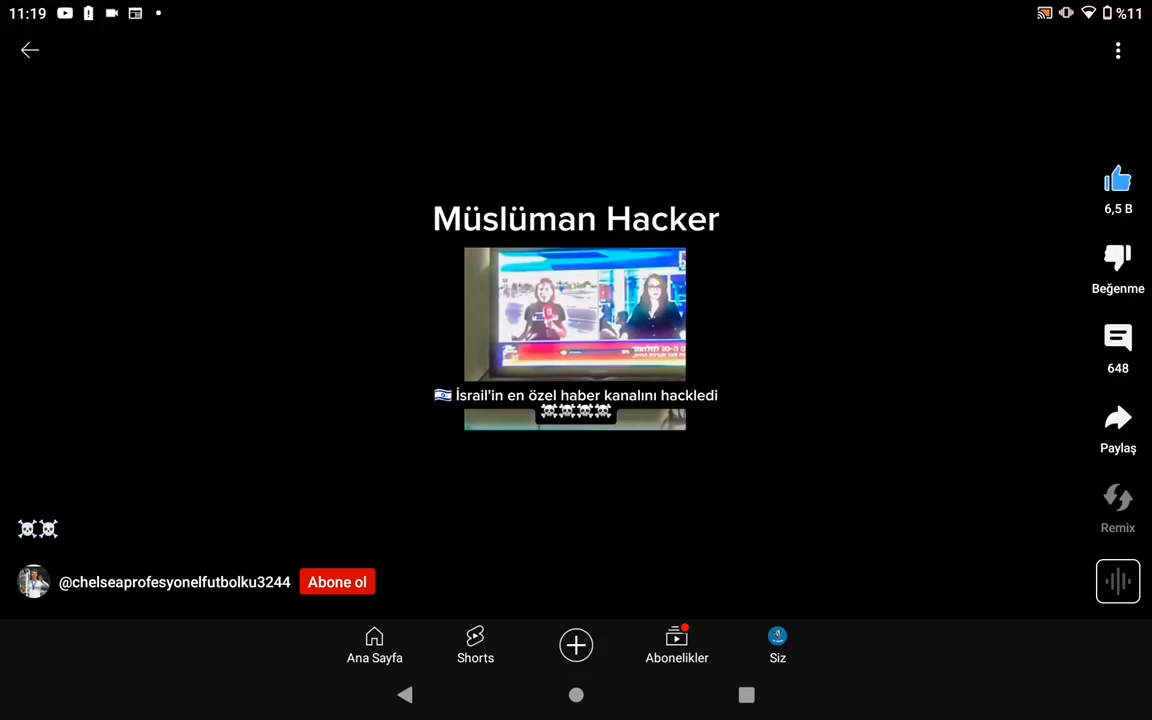 11:19
%11
Müslüman Hacker
İsrail'in en özel haber kanalını hackledi
6,5 B
Beğenme
648
Paylaş
Remix
@chelseaprofesyonelfutbolku3244
Abone ol
Ana Sayfa
Shorts
Abonelikler
Siz